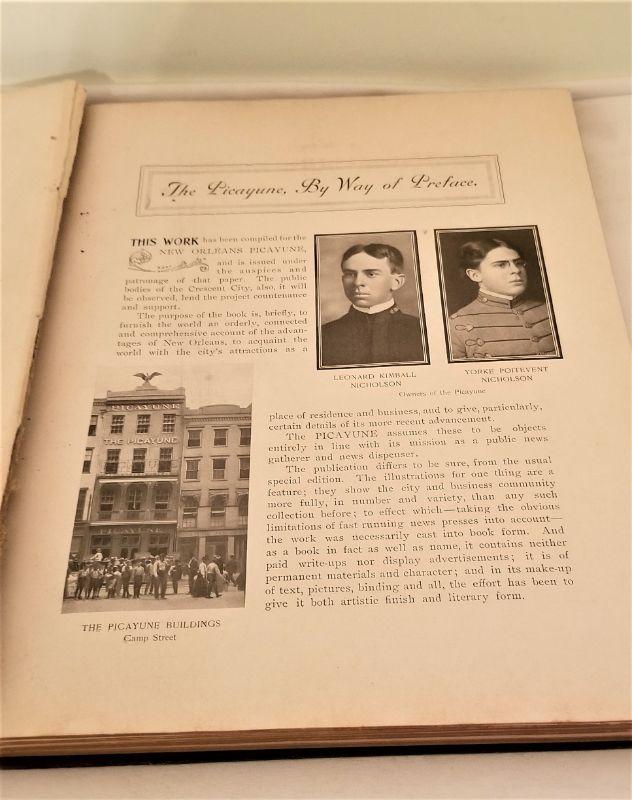 The Picayune, By Way of Preface.
THIS WORK has been compiled for the
NEW ORLEANS PICAYUNE,
and is issued under
the auspices and
patronage of that paper. The public
bodies of the Crescent City, also, it will
be observed, lend the project countenance
and support.
The purpose of the book is, briefly, to
furnish the world an orderly, connected
and comprehensive account of the advan-
tages of New Orleans, to acquaint the
world with the city's attractions as a
LEONARD KIMBALL
NICHOLSON
YORKE POITEVENT
NICHOLSON
Owners of the Picayune
PICAYUNE
THE PICAYUNE
PICAYUNE
THE PICAYUNE BUILDINGS
Camp Street
place of residence and business, and to give, particularly,
certain details of its more recent advancement.
The PICAYUNE assumes these to be objects
entirely in line with its mission as a public news
gatherer and news dispenser.
The publication differs to be sure, from the usual
special edition. The illustrations for one thing are a
feature; they show the city and business community
more fully, in number and variety, than any such
collection before; to effect which—taking the obvious
limitations of fast running news presses into account—
the work was necessarily cast into book form. And
as a book in fact as well as name, it contains neither
paid write-ups nor display advertisements; it is of
permanent materials and character; and in its make-up
of text, pictures, binding and all, the effort has been to
give it both artistic finish and literary form.